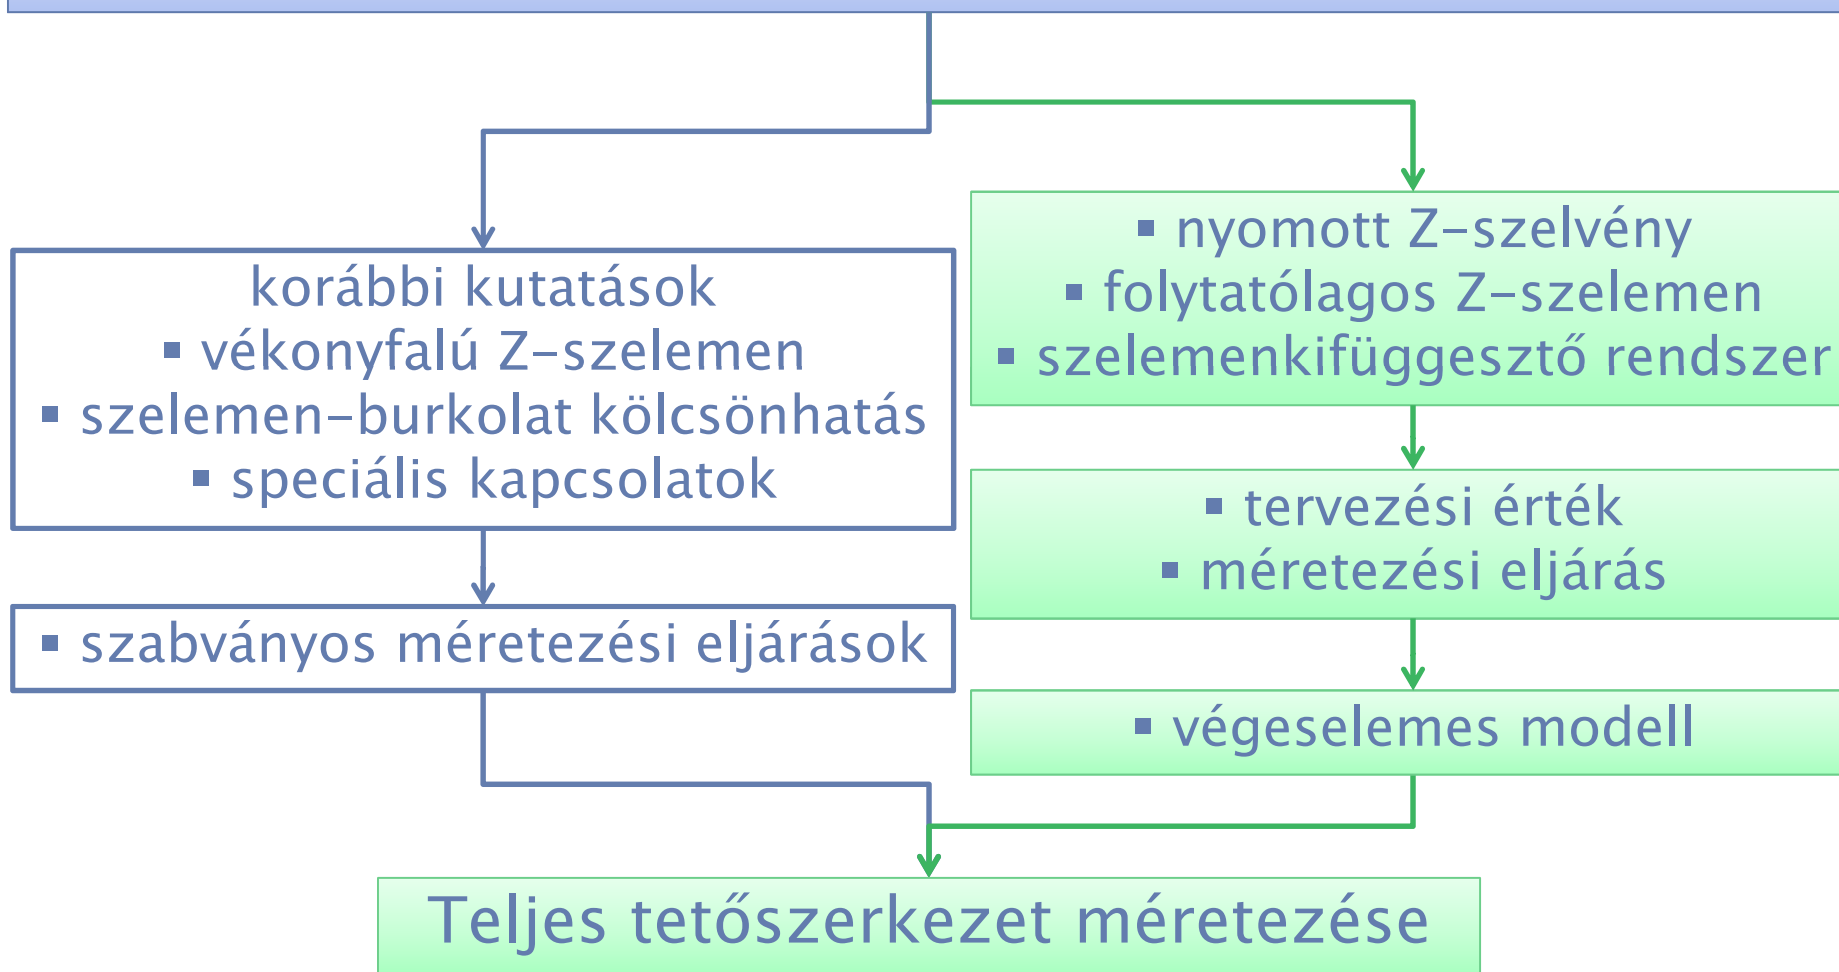 korábbi kutatások
▪ vékonyfalú Z-szelemen
▪ szelemen-burkolat kölcsönhatás
▪ speciális kapcsolatok
▪ szabványos méretezési eljárások
▪ nyomott Z-szelvény
▪ folytatólagos Z-szelemen
▪ szelemenkifüggesztő rendszer
▪ tervezési érték
▪ méretezési eljárás
▪ végeselemes modell
Teljes tetőszerkezet méretezése